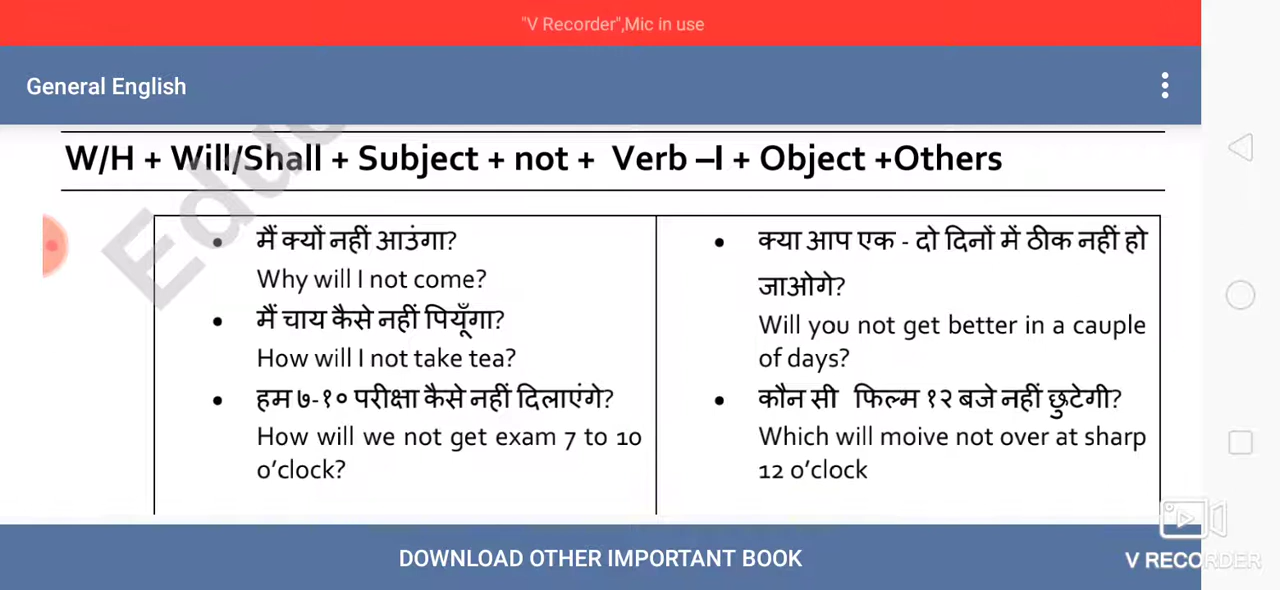 "V Recorder",Mic in use
General English
W/H + Will/Shall + Subject + not + Verb –I + Object +Others
• मैं क्यों नहीं आउंगा?
Why will I not come?
• मैं चाय कैसे नहीं पियूँगा?
How will I not take tea?
• हम ७-१० परीक्षा कैसे नहीं दिलाएंगे?
How will we not get exam 7 to 10
o'clock?
• क्या आप एक - दो दिनों में ठीक नहीं हो
जाओगे?
Will you not get better in a cauple
of days?
• कौन सी फिल्म १२ बजे नहीं छुटेगी?
Which will moive not over at sharp
12 o'clock
DOWNLOAD OTHER IMPORTANT BOOK
V RECORDER